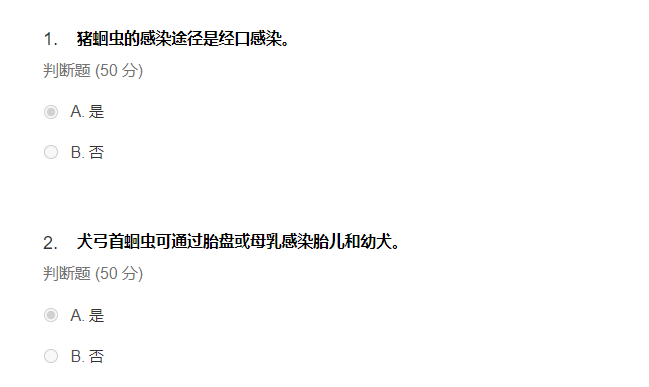 1. 猪蛔虫的感染途径是经口感染。
判断题 (50 分)
A. 是
B. 否
2. 犬弓首蛔虫可通过胎盘或母乳感染胎儿和幼犬。
判断题 (50 分)
A. 是
B. 否